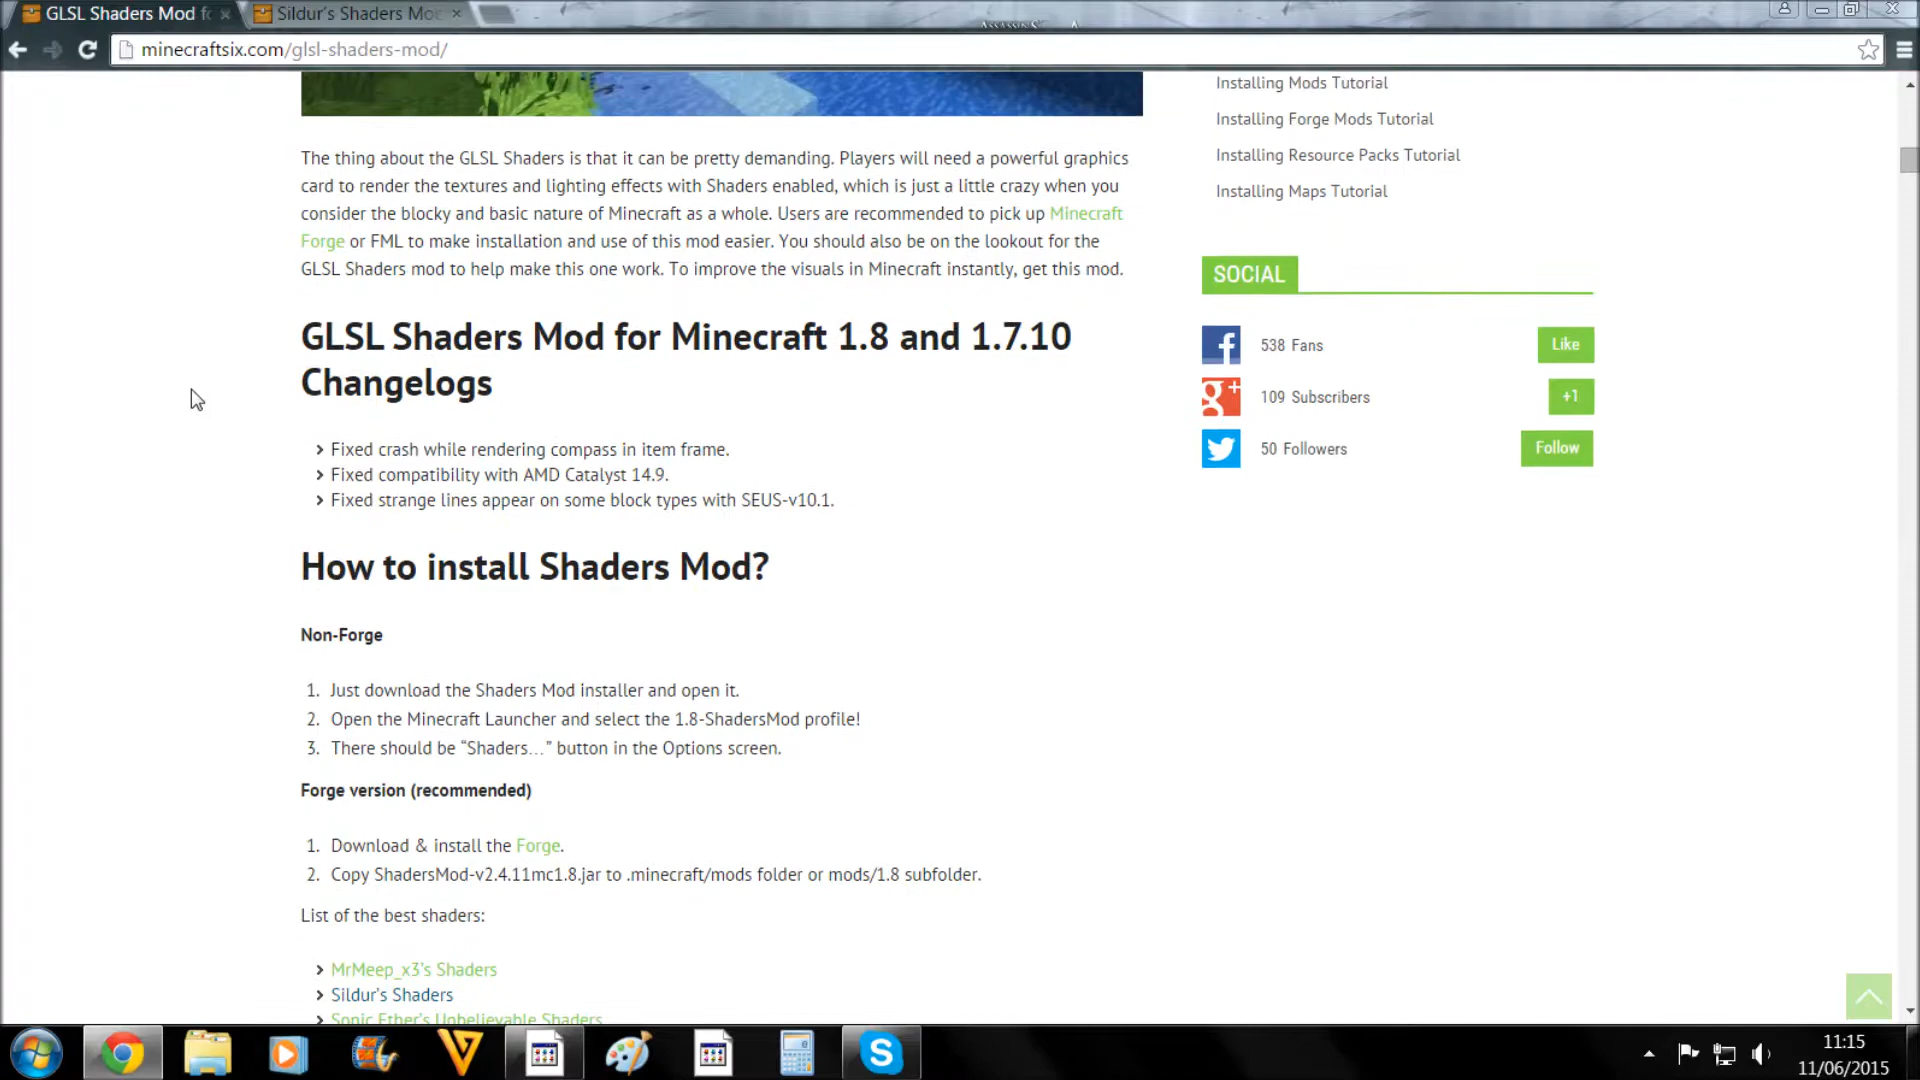 GLSL Shaders Mod fo
Sildur's Shaders Mo
minecraftsix.com/glsl-shaders-mod/
The thing about the GLSL Shaders is that it can be pretty demanding. Players will need a powerful graphics
card to render the textures and lighting effects with Shaders enabled, which is just a little crazy when you
consider the blocky and basic nature of Minecraft as a whole. Users are recommended to pick up Minecraft
Forge or FML to make installation and use of this mod easier. You should also be on the lookout for the
GLSL Shaders mod to help make this one work. To improve the visuals in Minecraft instantly, get this mod.
GLSL Shaders Mod for Minecraft 1.8 and 1.7.10
Changelogs
Fixed crash while rendering compass in item frame.
Fixed compatibility with AMD Catalyst 14.9.
Fixed strange lines appear on some block types with SEUS-v10.1.
How to install Shaders Mod?
Non-Forge
1. Just download the Shaders Mod installer and open it.
2. Open the Minecraft Launcher and select the 1.8-ShadersMod profile!
3. There should be “Shaders…” button in the Options screen.
Forge version (recommended)
1. Download & install the Forge.
2. Copy ShadersMod-v2.4.11mc1.8.jar to .minecraft/mods folder or mods/1.8 subfolder.
List of the best shaders:
MrMeep_x3's Shaders
Sildur's Shaders
Sonic Ether's Unbelievable Shaders
Installing Mods Tutorial
Installing Forge Mods Tutorial
Installing Resource Packs Tutorial
Installing Maps Tutorial
SOCIAL
538 Fans
Like
109 Subscribers
+1
50 Followers
Follow
11:15
11/06/2015